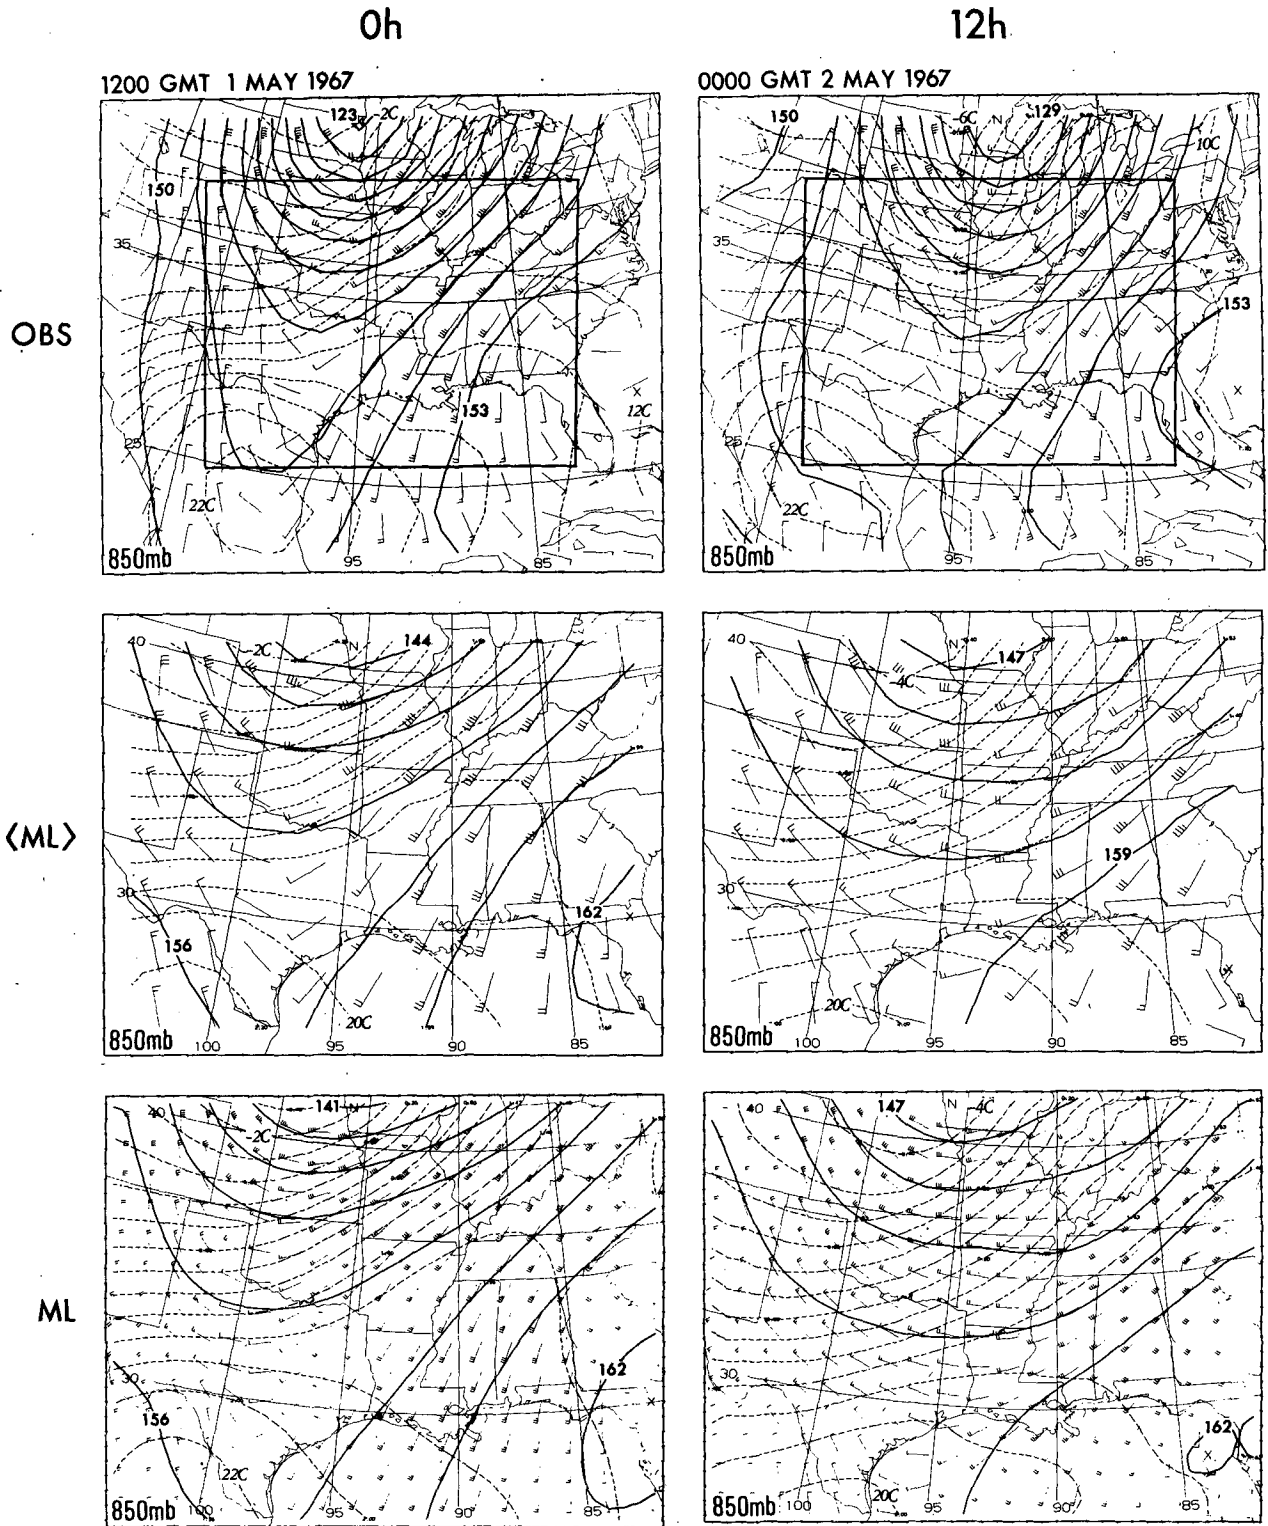 0h 12h
1200 GMT 1 MAY 1967
0000 GMT 2 MAY 1967
OBS
123 -2C
150
35
25
153
12C
22C
95 85
850mb
150 -6C N 129
10C
35
153
25
22C
95 85
850mb
⟨ML⟩
40 -2C N 144
30
156
162
20C
850mb
100 95 90 85
40 N 147
-4C
159
30
20C
850mb
100 95 90 85
ML
40 141 N
-2C
30
156
162
22C
850mb
100 95 90 85
40 147 N -4C
30
162
20C
850mb
100 95 90 85